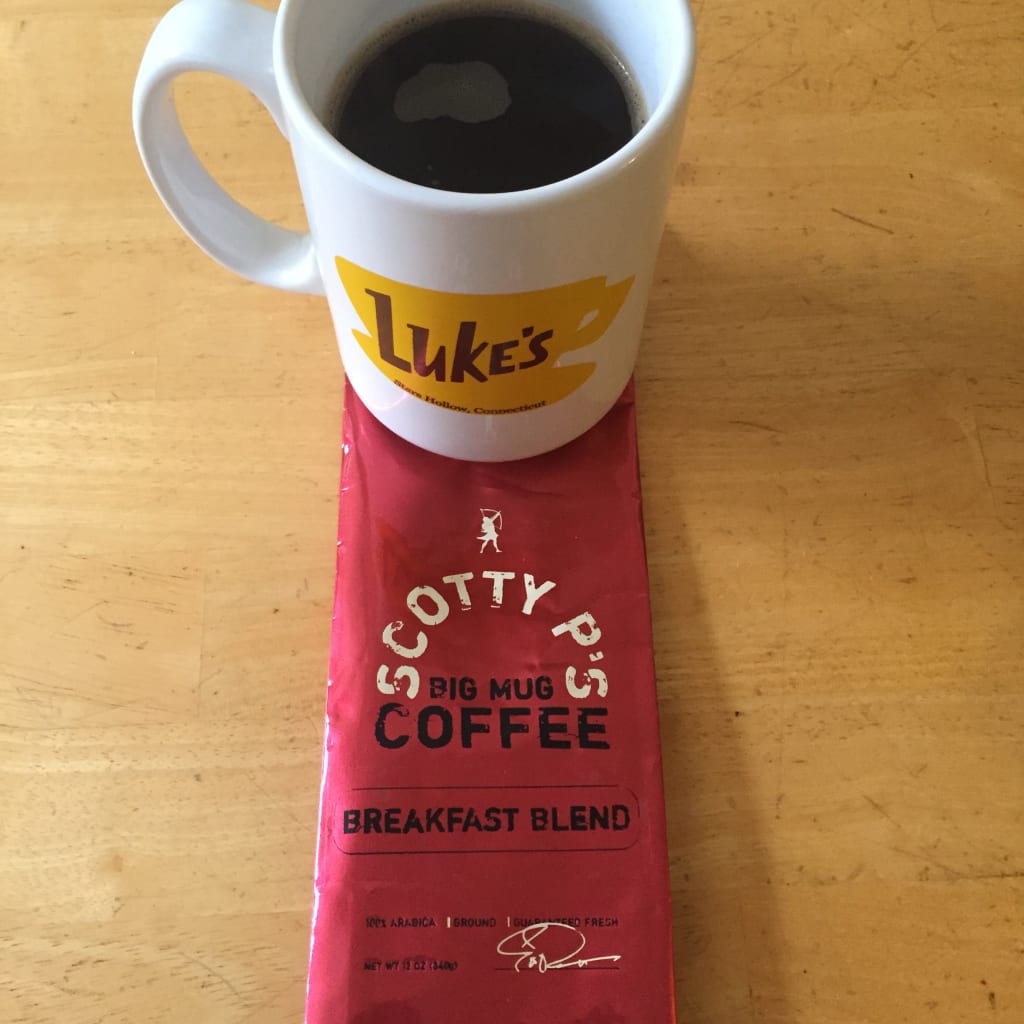 Luke's
Stars Hollow, Connecticut
SCOTTY P.'S
BIG MUG
COFFEE
BREAKFAST BLEND
100% ARABICA | GROUND | GUARANTEED FRESH
NET WT 12 OZ (340g)